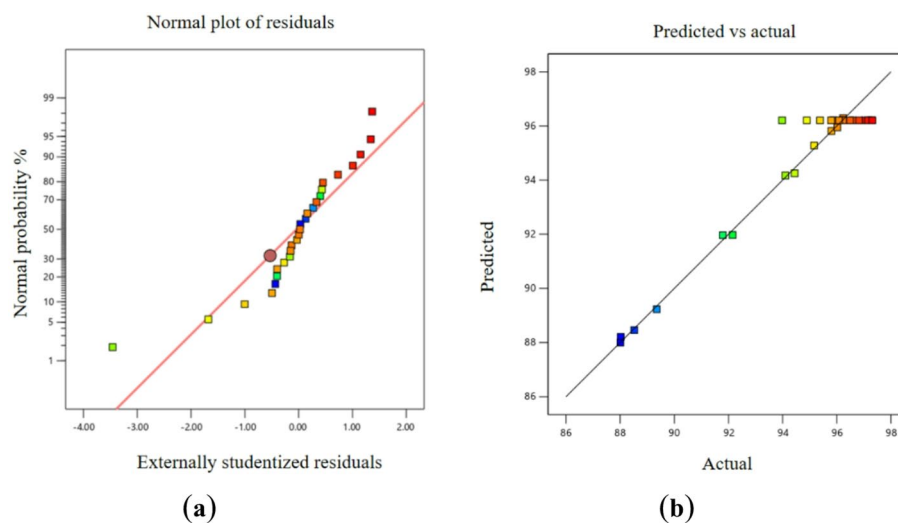 Normal plot of residuals
Normal probability %
99
95
90
80
70
50
30
20
10
5
1
-4.00 -3.00 -2.00 -1.00 0.00 1.00 2.00
Externally studentized residuals
(a)
Predicted vs actual
Predicted
98
96
94
92
90
88
86
86 88 90 92 94 96 98
Actual
(b)